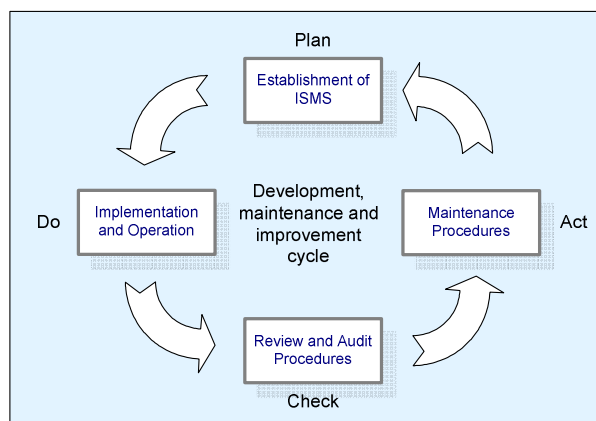 Plan
Establishment of
ISMS
Do
Implementation
and Operation
Development,
maintenance and
improvement
cycle
Maintenance
Procedures
Act
Review and Audit
Procedures
Check